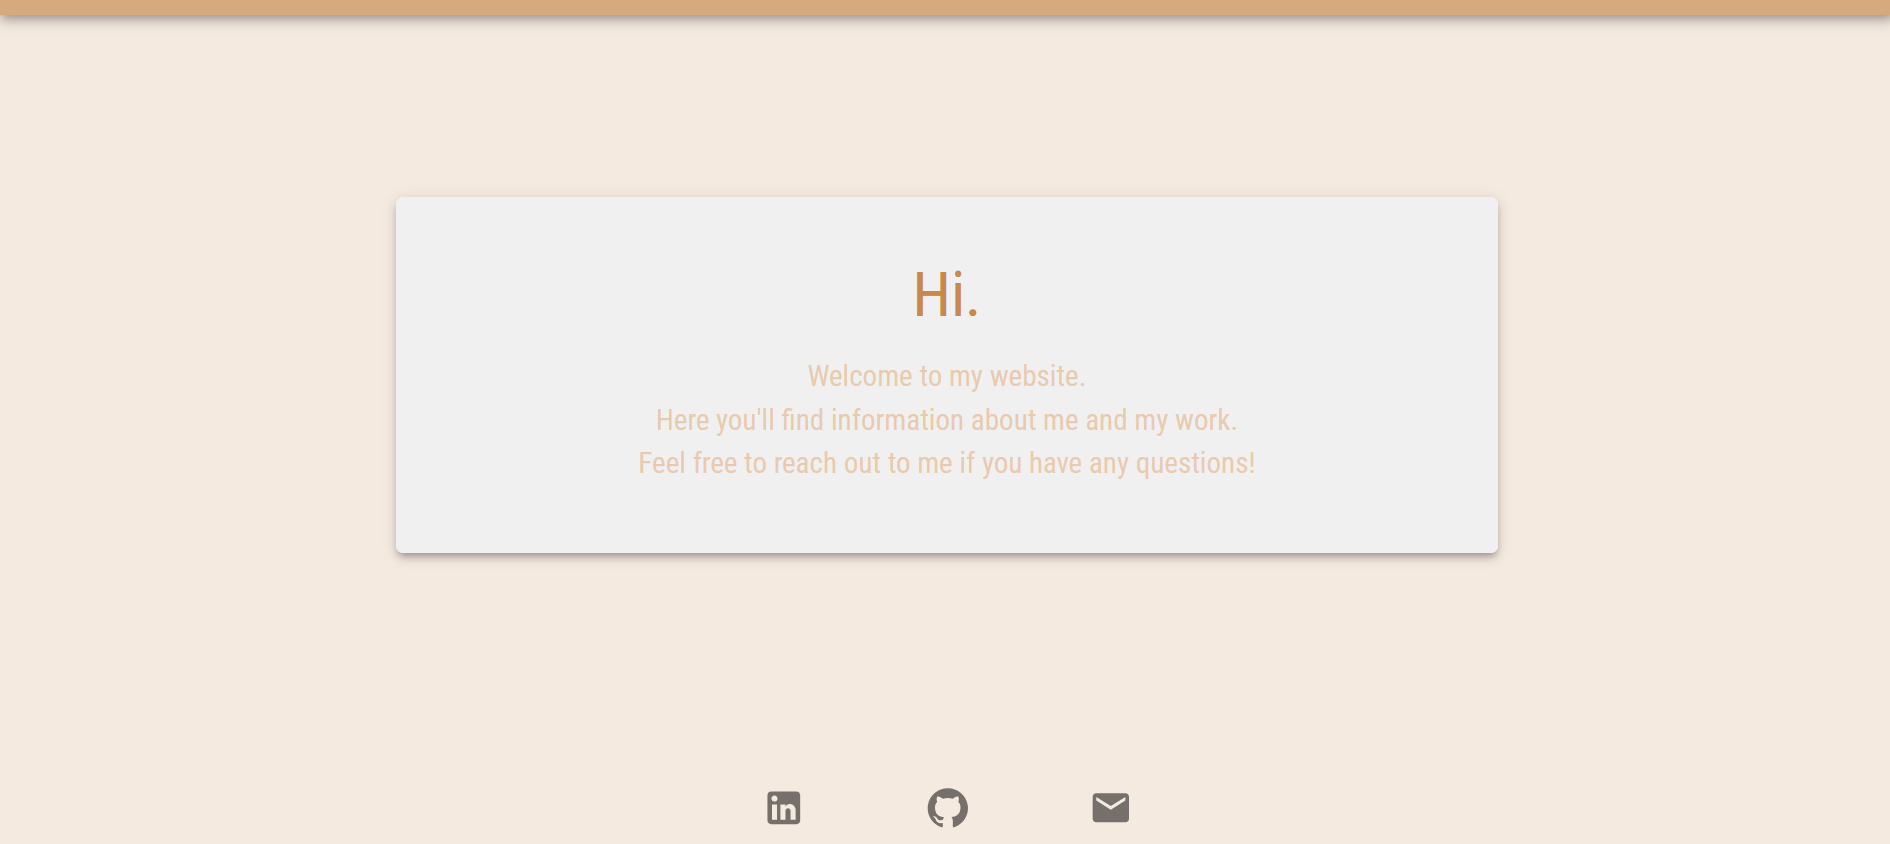 Hi.
Welcome to my website.
Here you'll find information about me and my work.
Feel free to reach out to me if you have any questions!
in